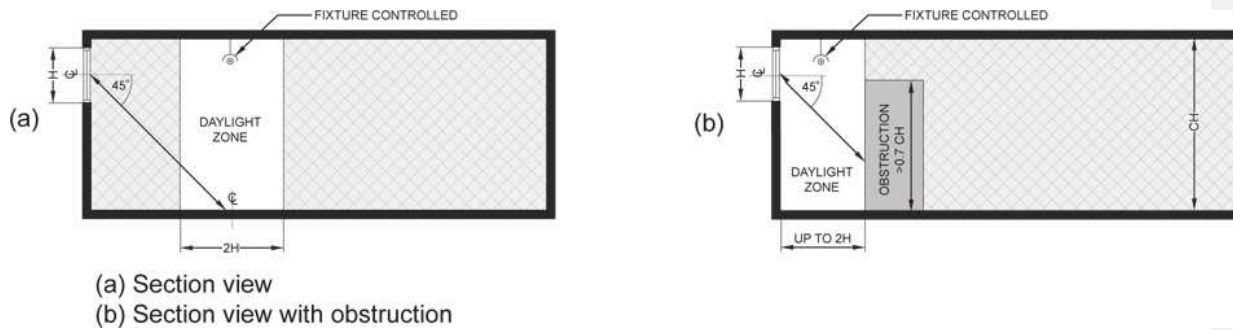 FIXTURE CONTROLLED
H
℄
45°
(a)
DAYLIGHT
ZONE
℄
2H
FIXTURE CONTROLLED
H
℄
45°
(b)
OBSTRUCTION
>0.7 CH
CH
DAYLIGHT
ZONE
UP TO 2H
(a) Section view
(b) Section view with obstruction